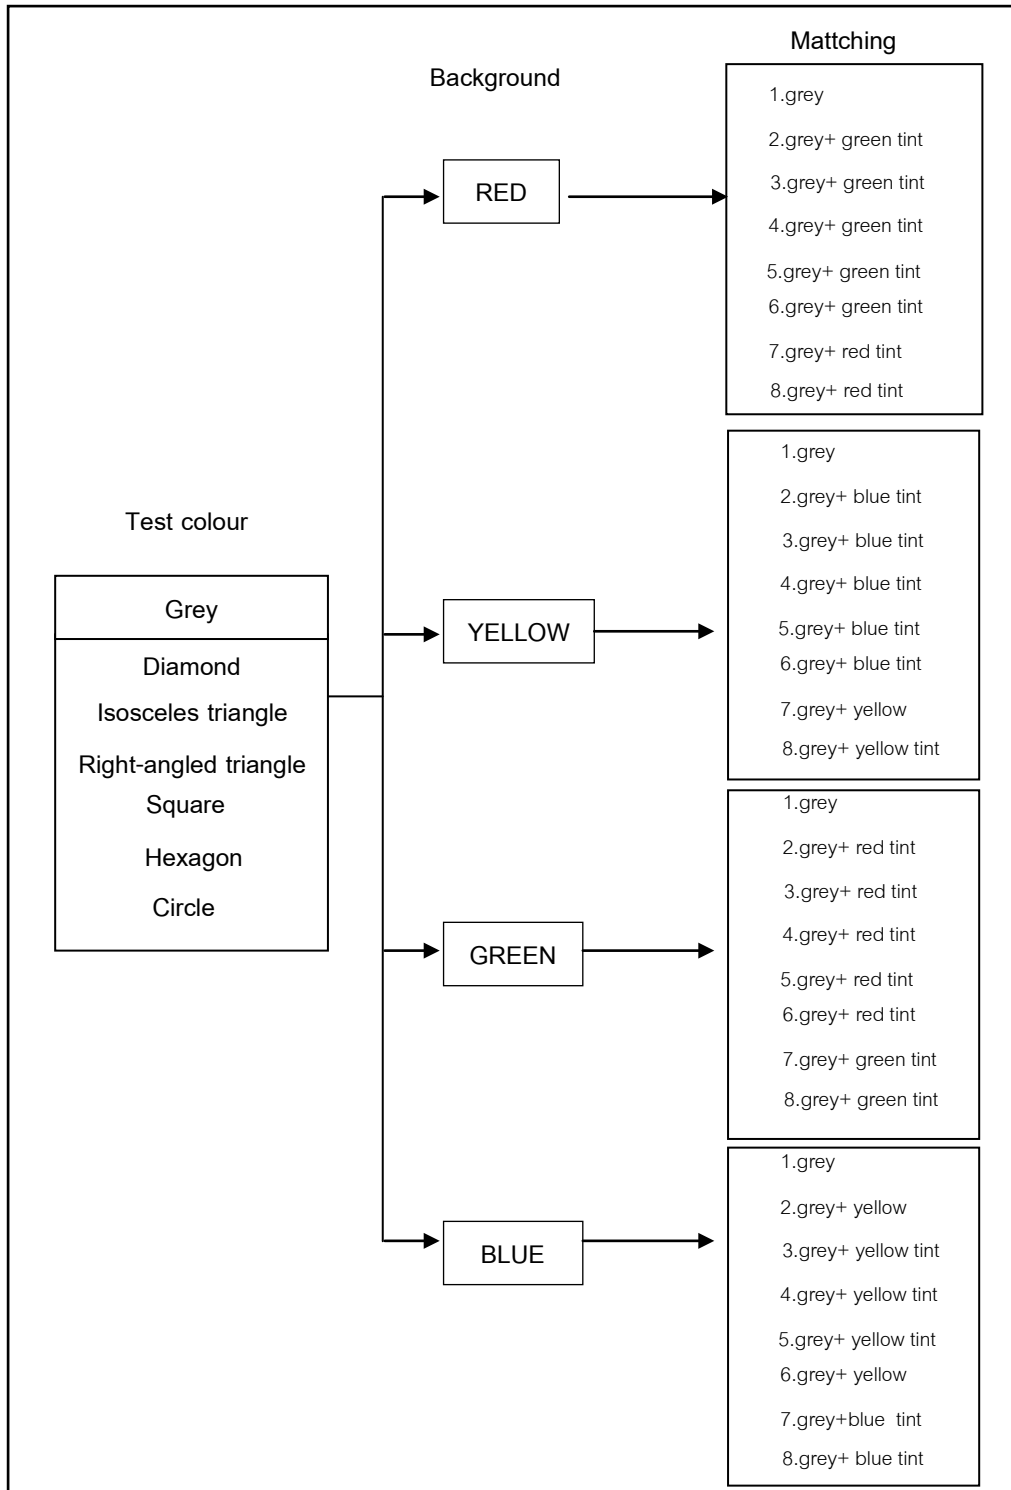 Mattching
Background
1.grey
2.grey+ green tint
3.grey+ green tint
4.grey+ green tint
5.grey+ green tint
6.grey+ green tint
7.grey+ red tint
8.grey+ red tint
RED
1.grey
2.grey+ blue tint
3.grey+ blue tint
4.grey+ blue tint
5.grey+ blue tint
6.grey+ blue tint
7.grey+ yellow
8.grey+ yellow tint
YELLOW
Test colour
Grey
Diamond
Isosceles triangle
Right-angled triangle
Square
Hexagon
Circle
1.grey
2.grey+ red tint
3.grey+ red tint
4.grey+ red tint
5.grey+ red tint
6.grey+ red tint
7.grey+ green tint
8.grey+ green tint
GREEN
1.grey
2.grey+ yellow
3.grey+ yellow tint
4.grey+ yellow tint
5.grey+ yellow tint
6.grey+ yellow
7.grey+blue  tint
8.grey+ blue tint
BLUE